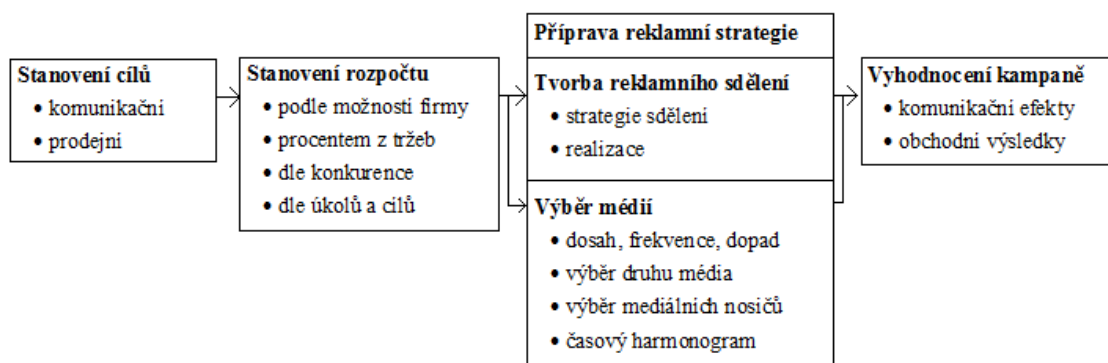 Stanovení cílů
• komunikační
• prodejní
Stanovení rozpočtu
• podle možnosti firmy
• procentem z tržeb
• dle konkurence
• dle úkolů a cílů
Příprava reklamní strategie
Tvorba reklamního sdělení
• strategie sdělení
• realizace
Výběr médií
• dosah, frekvence, dopad
• výběr druhu média
• výběr mediálních nosičů
• časový harmonogram
Vyhodnocení kampaně
• komunikační efekty
• obchodní výsledky